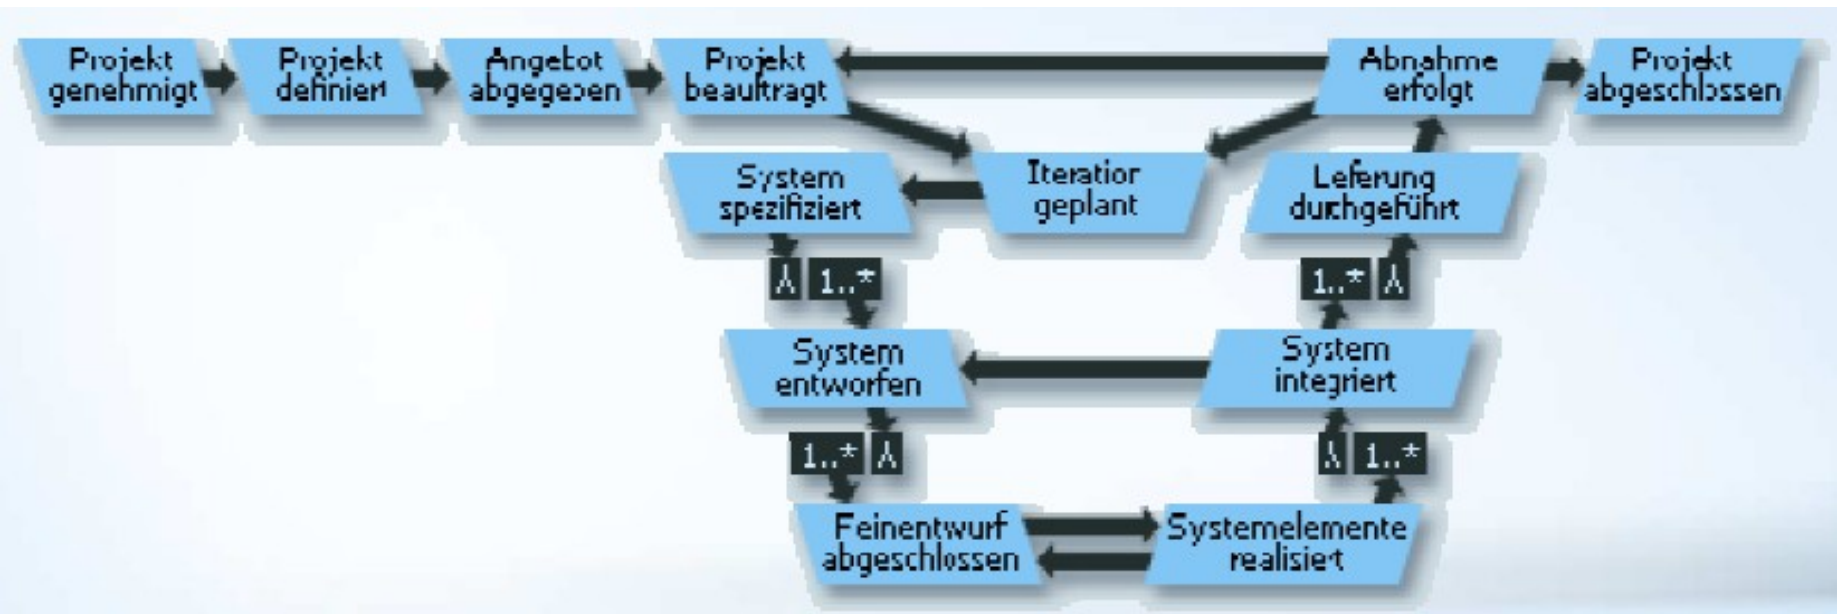 Projekt
genehmigt
Projekt
definiert
Angebot
abgegeben
Projekt
beauftragt
Abnahme
erfolgt
Projekt
abgeschlossen
System
spezifiziert
Iteration
geplant
Lieferung
durchgeführt
⅄ 1..*
1..* ⅄
System
entworfen
System
integriert
1..* ⅄
⅄ 1..*
Feinentwurf
abgeschlossen
Systemelemente
realisiert